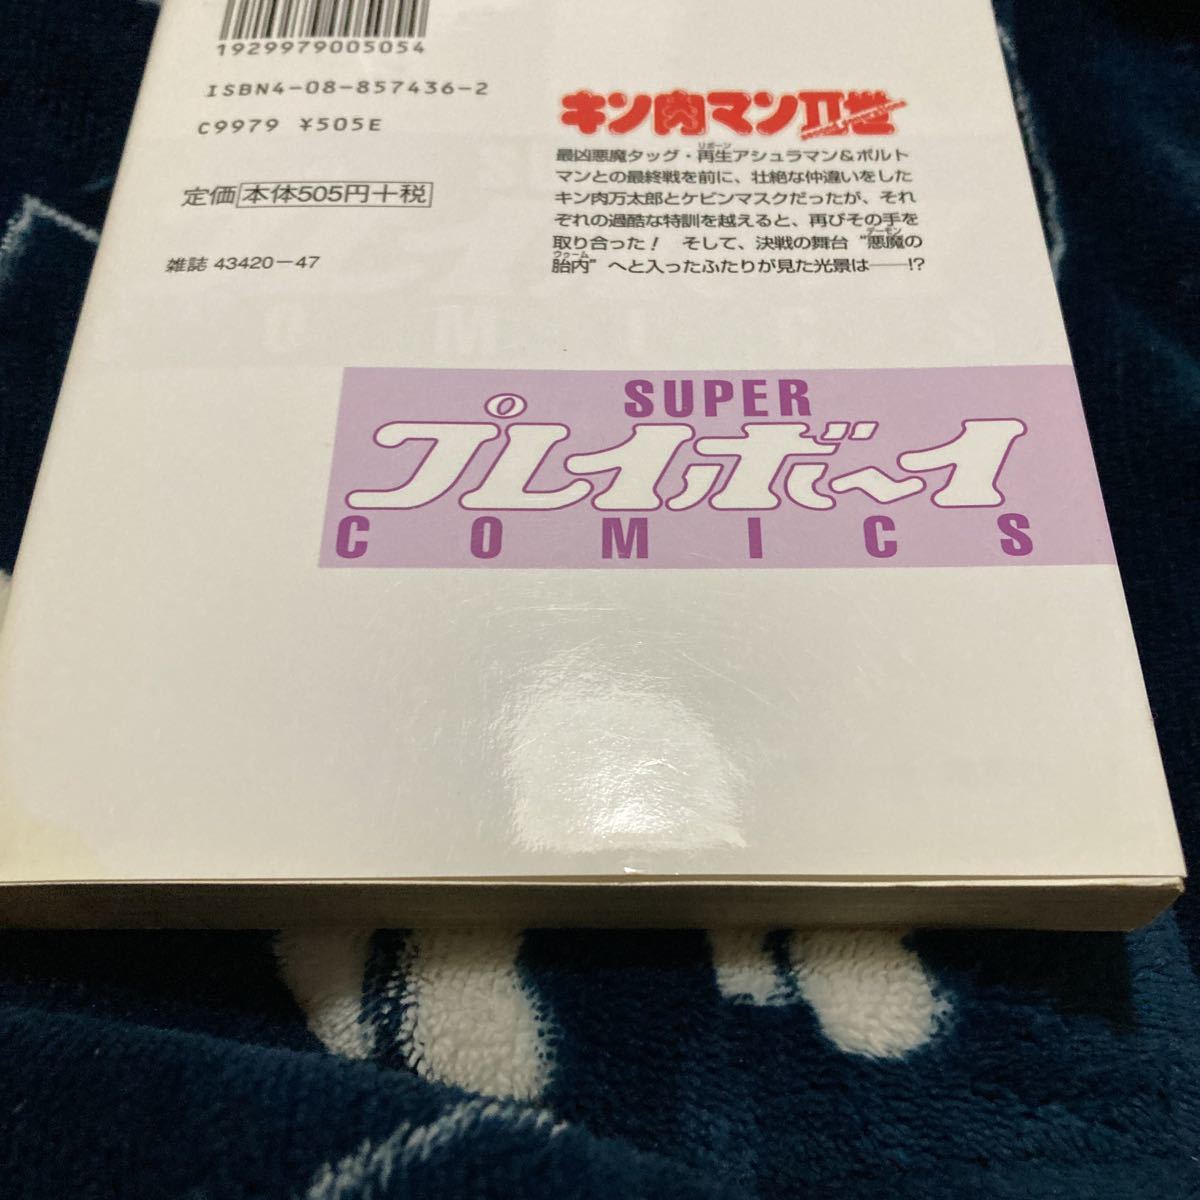 1929979005054
ISBN4-08-857436-2
C9979 ¥505E
定価 本体505円+税
雑誌 43420-47
キン肉マンII世
最凶悪魔タッグ・再生アシュラマン&ボルト
リボーン
マンとの最終戦を前に、壮絶な仲違いをした
キン肉万太郎とケビンマスクだったが、それ
ぞれの過酷な特訓を越えると、再びその手を
取り合った! そして、決戦の舞台 “悪魔の
デーモン
胎内” へと入ったふたりが見た光景は──!?
ウゥーム
SUPER
プレイボーイ
COMICS